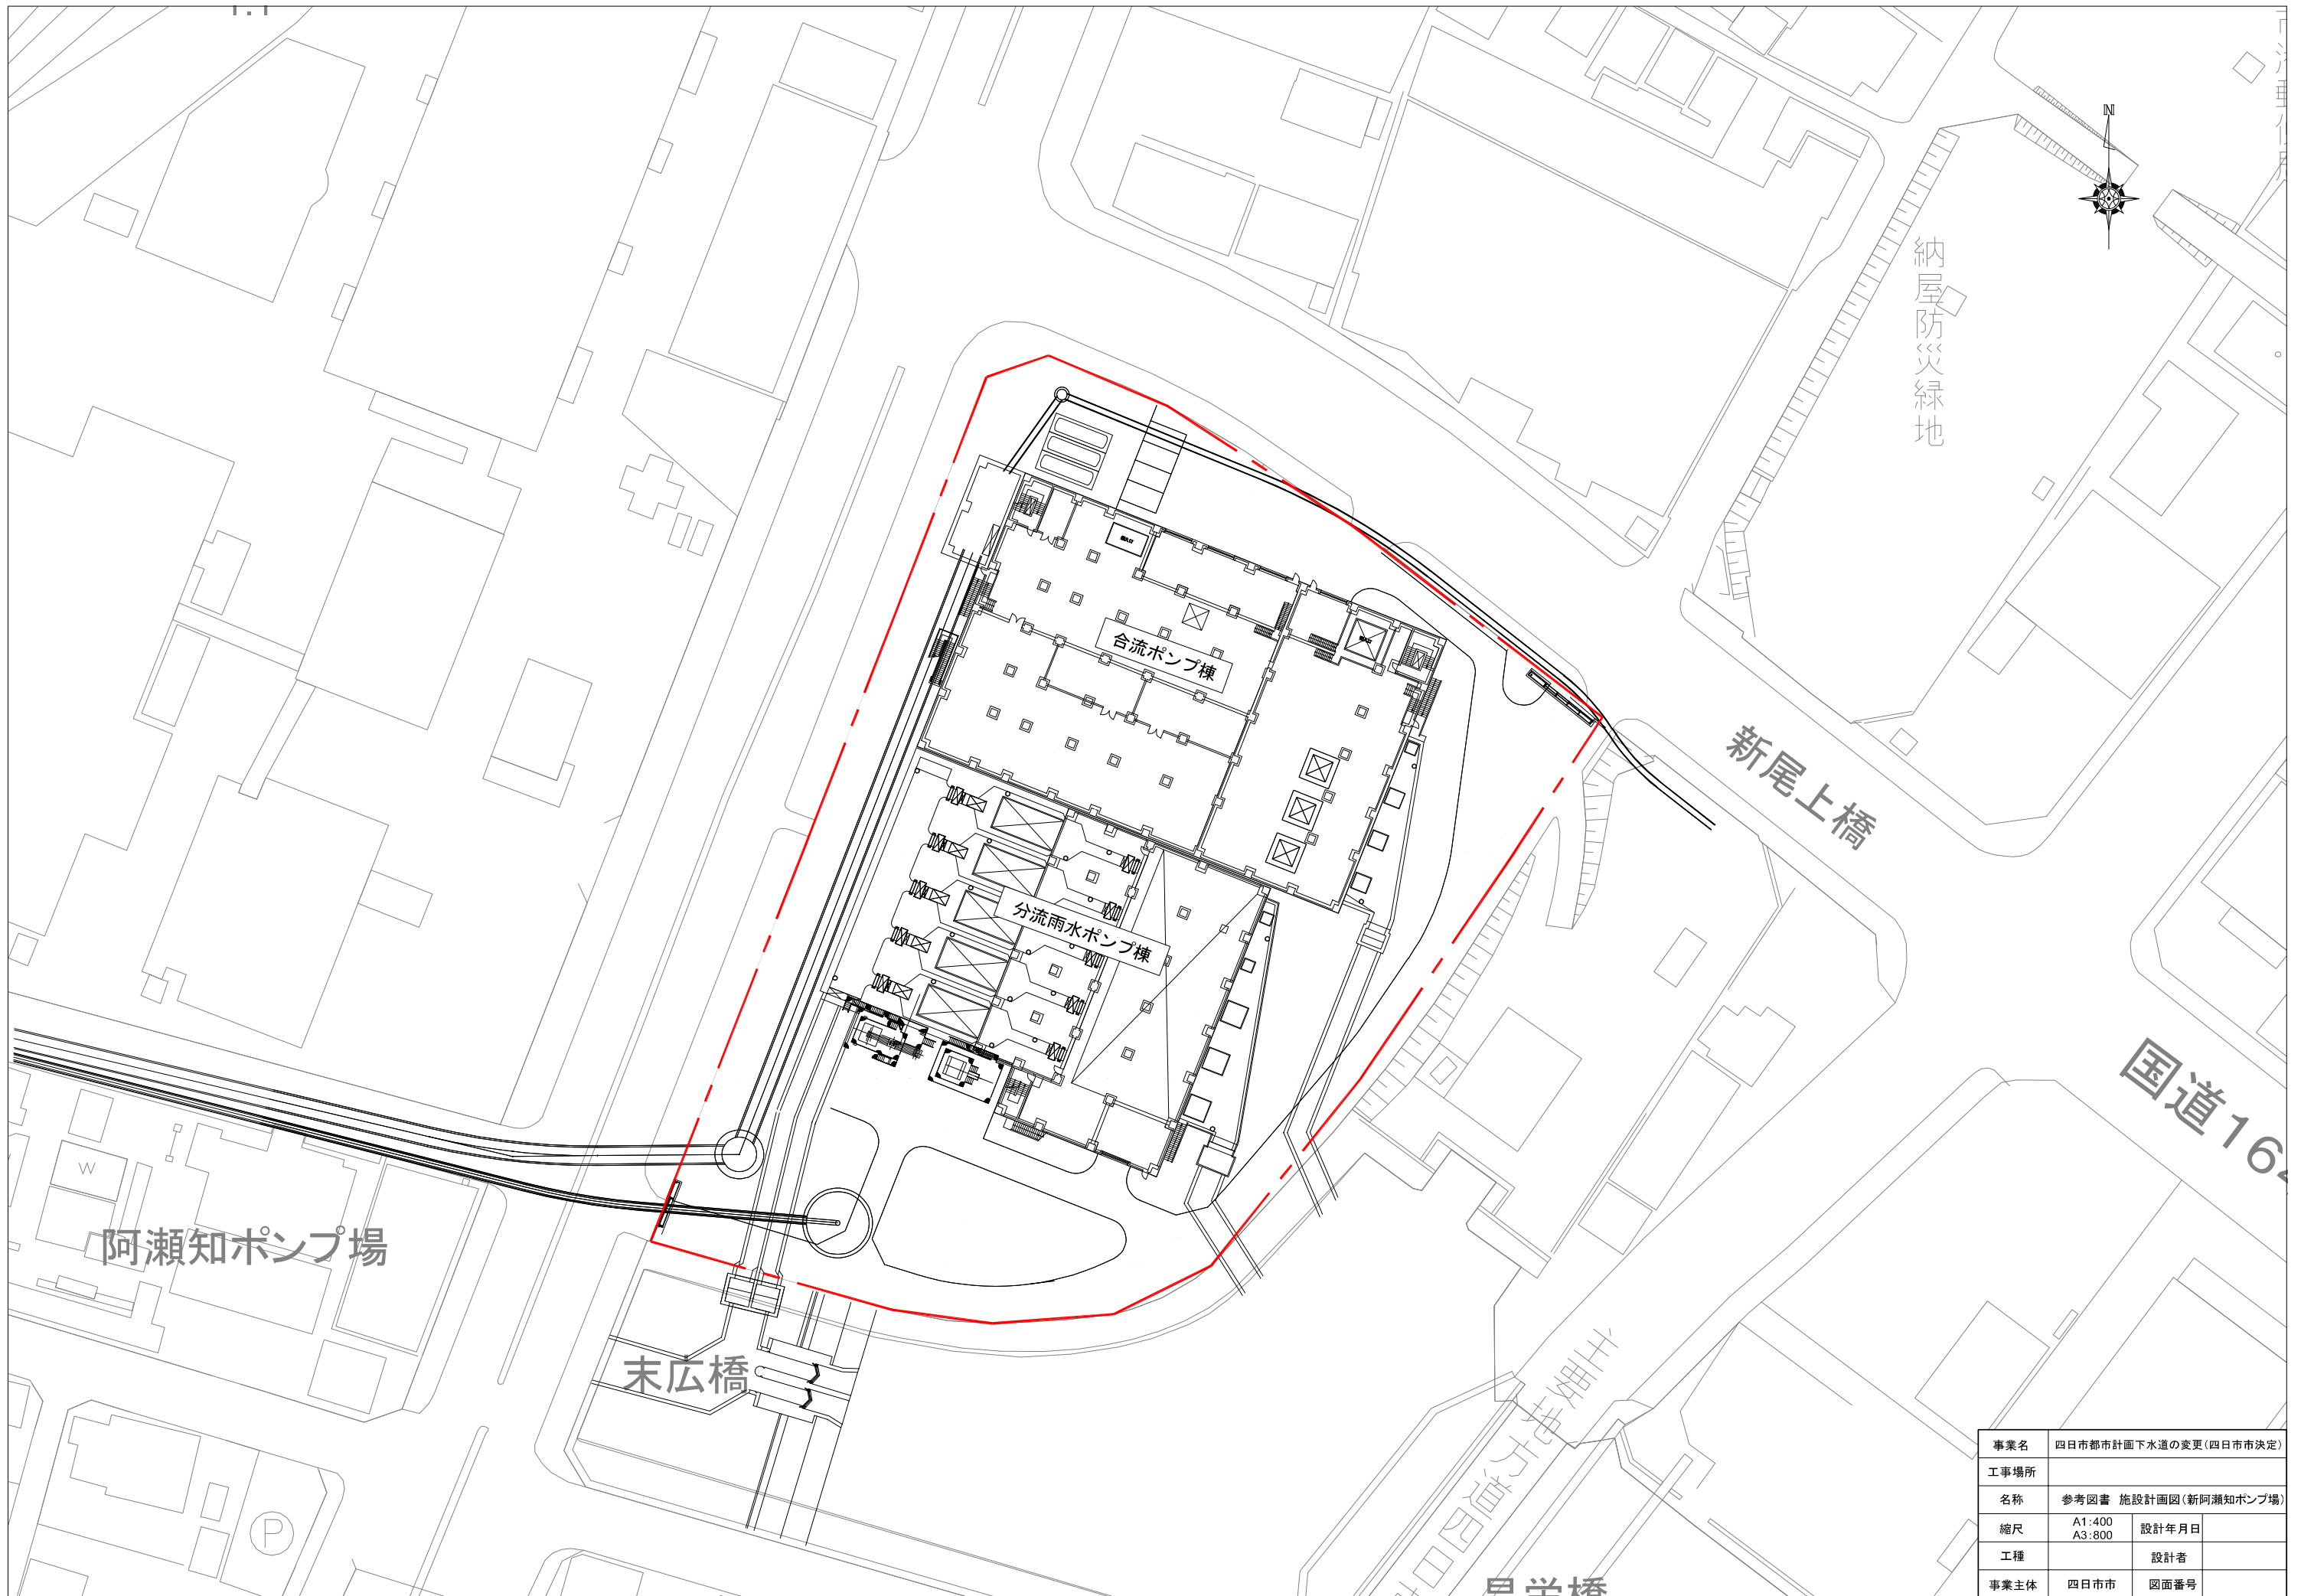 N
納屋防災緑地
合流ポンプ棟
新尾上橋
分流雨水ポンプ棟
国道164
W
阿瀬知ポンプ場
末広橋
P
昌栄橋
事業名 四日市都市計画下水道の変更(四日市市決定)
工事場所
名称 参考図書 施設計画図(新阿瀬知ポンプ場)
縮尺 A1:400 A3:800 設計年月日
工種 設計者
事業主体 四日市市 図面番号